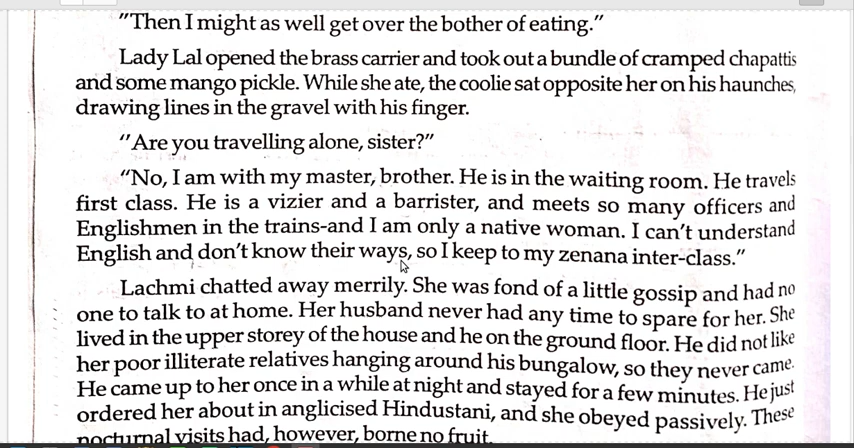 "Then I might as well get over the bother of eating."
Lady Lal opened the brass carrier and took out a bundle of cramped chapattis
and some mango pickle. While she ate, the coolie sat opposite her on his haunches,
drawing lines in the gravel with his finger.
"Are you travelling alone, sister?"
"No, I am with my master, brother. He is in the waiting room. He travels
first class. He is a vizier and a barrister, and meets so many officers and
Englishmen in the trains-and I am only a native woman. I can't understand
English and don't know their ways, so I keep to my zenana inter-class."
Lachmi chatted away merrily. She was fond of a little gossip and had no
one to talk to at home. Her husband never had any time to spare for her. She
lived in the upper storey of the house and he on the ground floor. He did not like
her poor illiterate relatives hanging around his bungalow, so they never came.
He came up to her once in a while at night and stayed for a few minutes. He just
ordered her about in anglicised Hindustani, and she obeyed passively. These
nocturnal visits had, however, borne no fruit.